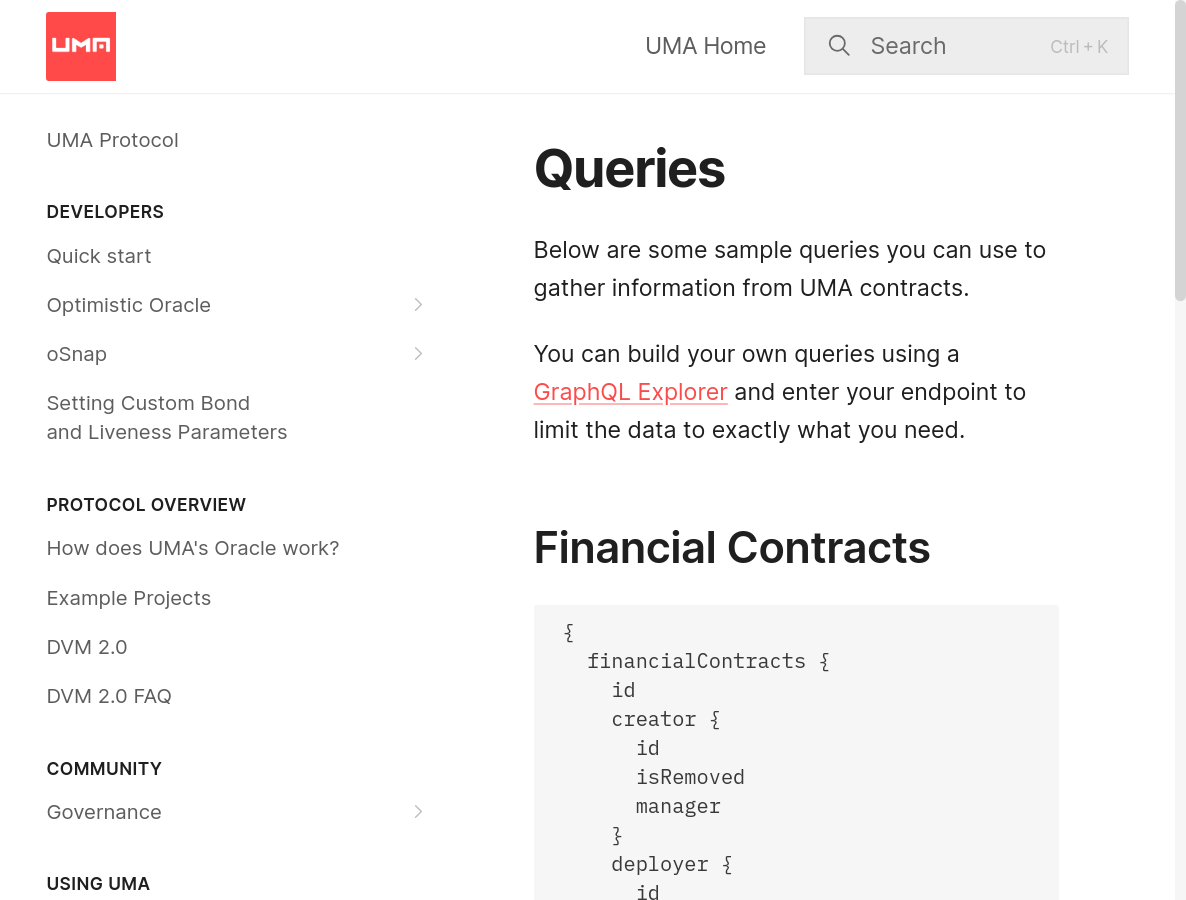 UMA
UMA Home
Search
Ctrl + K
UMA Protocol
DEVELOPERS
Quick start
Optimistic Oracle
oSnap
Setting Custom Bond
and Liveness Parameters
PROTOCOL OVERVIEW
How does UMA's Oracle work?
Example Projects
DVM 2.0
DVM 2.0 FAQ
COMMUNITY
Governance
USING UMA
Queries
Below are some sample queries you can use to
gather information from UMA contracts.
You can build your own queries using a
GraphQL Explorer and enter your endpoint to
limit the data to exactly what you need.
Financial Contracts
{
  financialContracts {
    id
    creator {
      id
      isRemoved
      manager
    }
    deployer {
      id